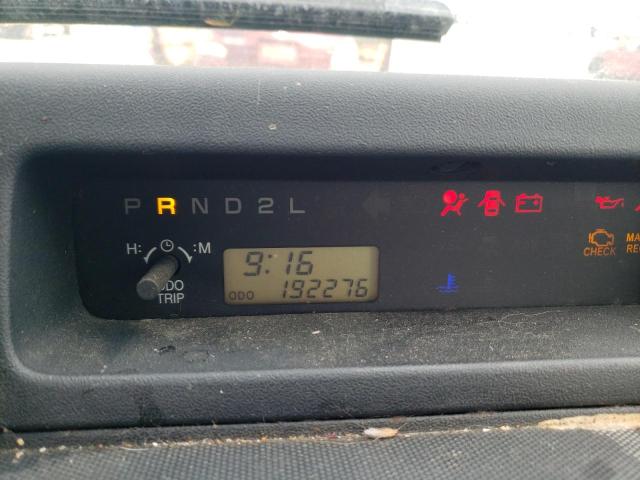 P R N D 2 L
H: :M
ODO
TRIP
9:16
ODO 192276
CHECK